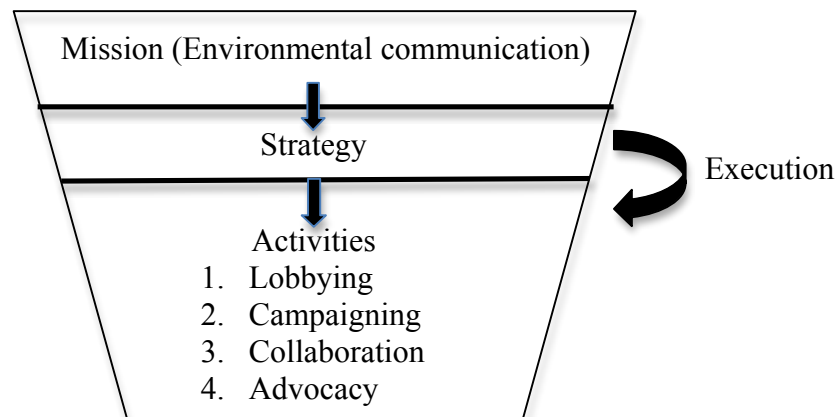 Mission (Environmental communication)
Strategy
Execution
Activities
1. Lobbying
2. Campaigning
3. Collaboration
4. Advocacy